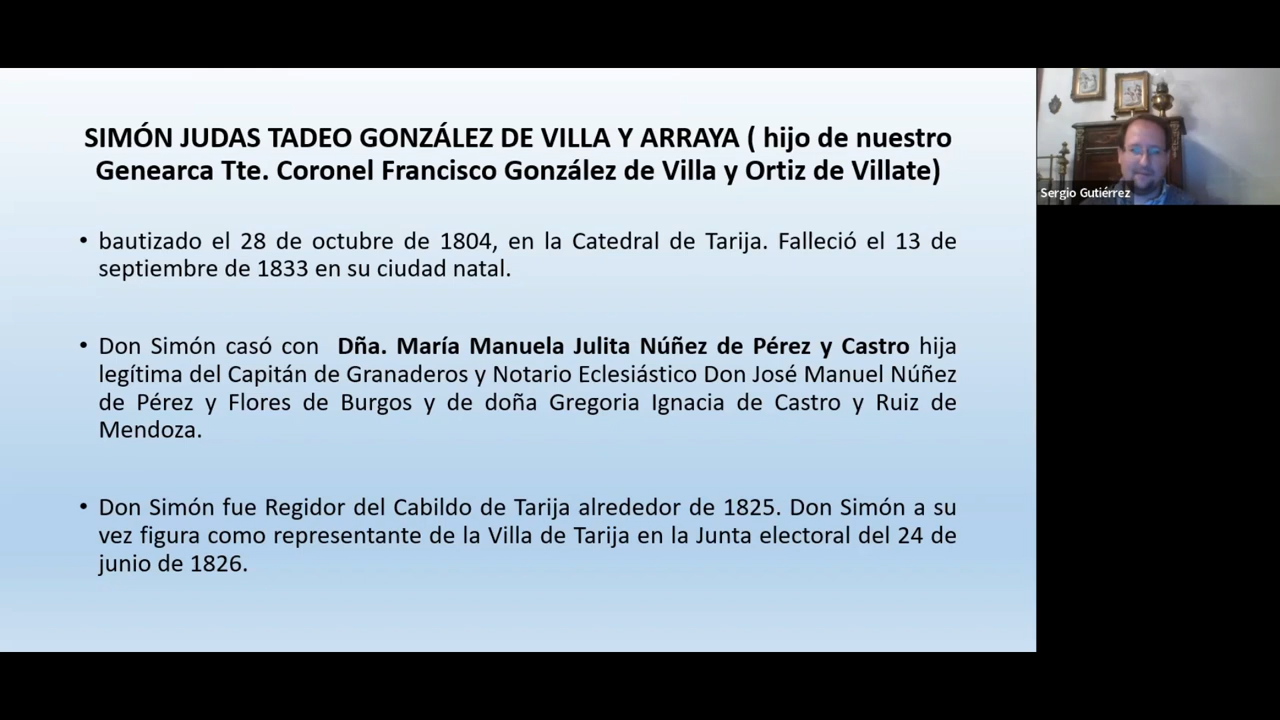 SIMÓN JUDAS TADEO GONZÁLEZ DE VILLA Y ARRAYA ( hijo de nuestro
Genearca Tte. Coronel Francisco González de Villa y Ortiz de Villate)
• bautizado el 28 de octubre de 1804, en la Catedral de Tarija. Falleció el 13 de
septiembre de 1833 en su ciudad natal.
• Don Simón casó con Dña. María Manuela Julita Núñez de Pérez y Castro hija
legítima del Capitán de Granaderos y Notario Eclesiástico Don José Manuel Núñez
de Pérez y Flores de Burgos y de doña Gregoria Ignacia de Castro y Ruiz de
Mendoza.
• Don Simón fue Regidor del Cabildo de Tarija alrededor de 1825. Don Simón a su
vez figura como representante de la Villa de Tarija en la Junta electoral del 24 de
junio de 1826.
Sergio Gutiérrez